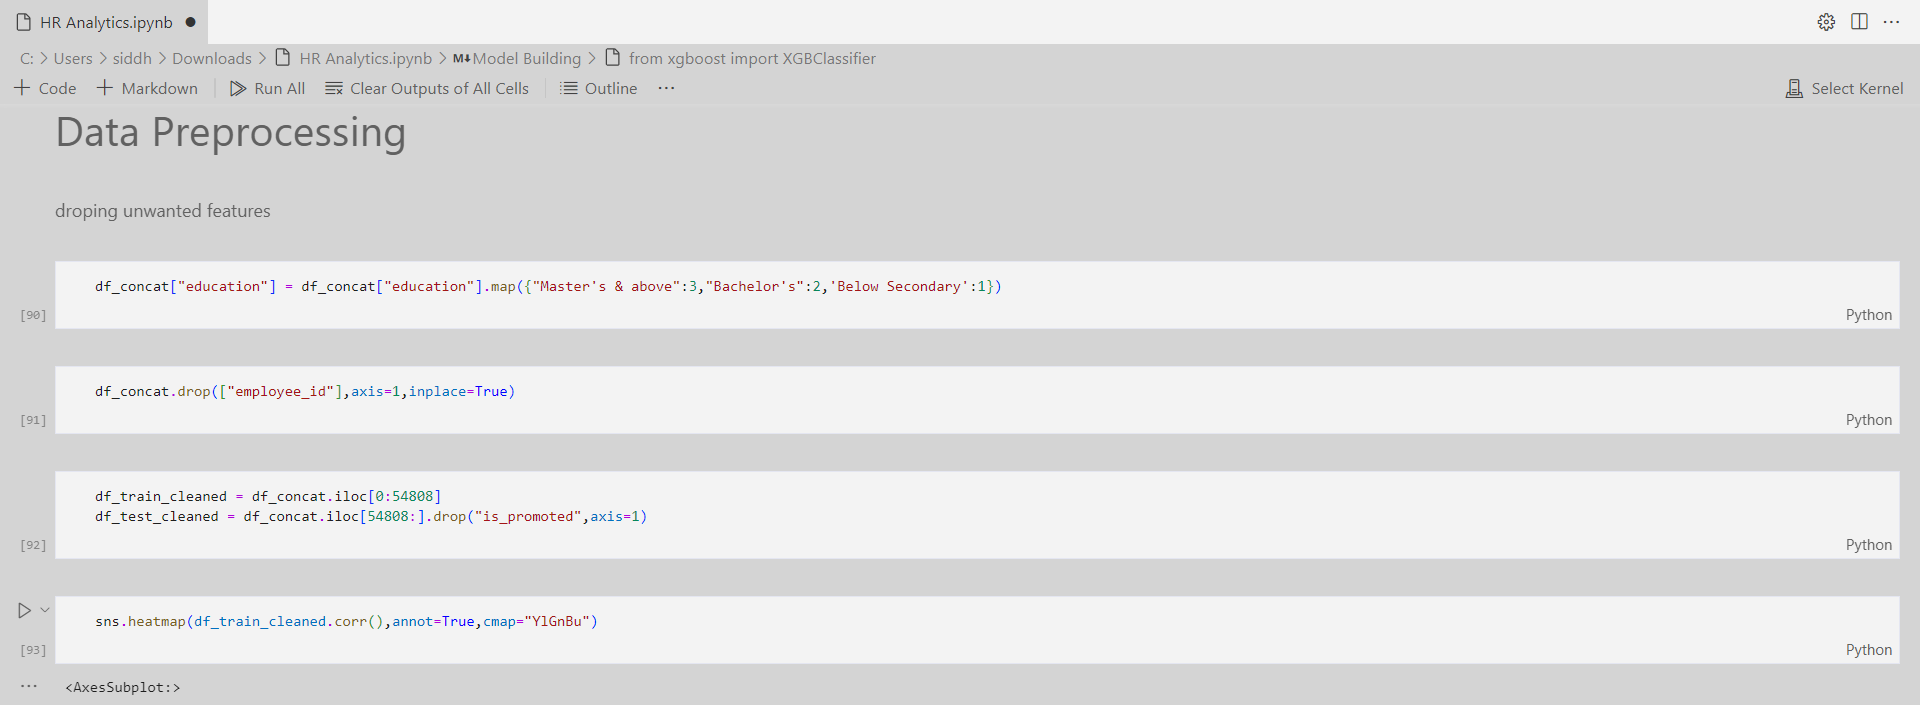 HR Analytics.ipynb ●
C: > Users > siddh > Downloads > HR Analytics.ipynb > M↓Model Building > from xgboost import XGBClassifier
+ Code + Markdown Run All Clear Outputs of All Cells Outline ··· Select Kernel
Data Preprocessing
droping unwanted features
df_concat["education"] = df_concat["education"].map({"Master's & above":3,"Bachelor's":2,'Below Secondary':1})
[90] Python
df_concat.drop(["employee_id"],axis=1,inplace=True)
[91] Python
df_train_cleaned = df_concat.iloc[0:54808]
df_test_cleaned = df_concat.iloc[54808:].drop("is_promoted",axis=1)
[92] Python
sns.heatmap(df_train_cleaned.corr(),annot=True,cmap="YlGnBu")
[93] Python
··· <AxesSubplot:>